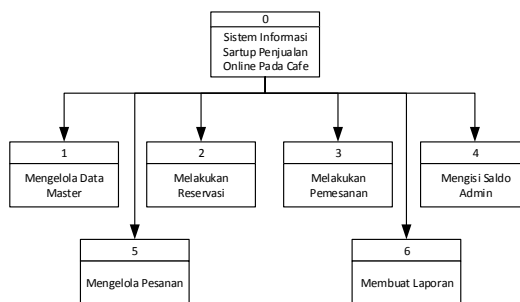 0
Sistem Informasi
Sartup Penjualan
Online Pada Cafe
1
Mengelola Data
Master
2
Melakukan
Reservasi
3
Melakukan
Pemesanan
4
Mengisi Saldo
Admin
5
Mengelola Pesanan
6
Membuat Laporan